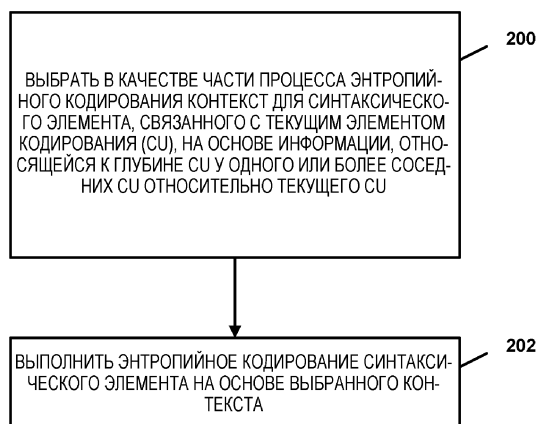 200
ВЫБРАТЬ В КАЧЕСТВЕ ЧАСТИ ПРОЦЕССА ЭНТРОПИЙ-
НОГО КОДИРОВАНИЯ КОНТЕКСТ ДЛЯ СИНТАКСИЧЕСКО-
ГО ЭЛЕМЕНТА, СВЯЗАННОГО С ТЕКУЩИМ ЭЛЕМЕНТОМ
КОДИРОВАНИЯ (CU), НА ОСНОВЕ ИНФОРМАЦИИ, ОТНО-
СЯЩЕЙСЯ К ГЛУБИНЕ CU У ОДНОГО ИЛИ БОЛЕЕ СОСЕД-
НИХ CU ОТНОСИТЕЛЬНО ТЕКУЩЕГО CU
202
ВЫПОЛНИТЬ ЭНТРОПИЙНОЕ КОДИРОВАНИЕ СИНТАКСИ-
ЧЕСКОГО ЭЛЕМЕНТА НА ОСНОВЕ ВЫБРАННОГО КОН-
ТЕКСТА